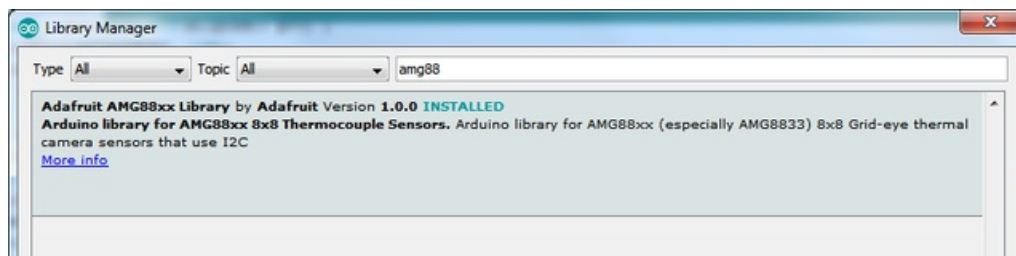 Library Manager
Type All Topic All amg88
Adafruit AMG88xx Library by Adafruit Version 1.0.0 INSTALLED
Arduino library for AMG88xx 8x8 Thermocouple Sensors. Arduino library for AMG88xx (especially AMG8833) 8x8 Grid-eye thermal
camera sensors that use I2C
More info